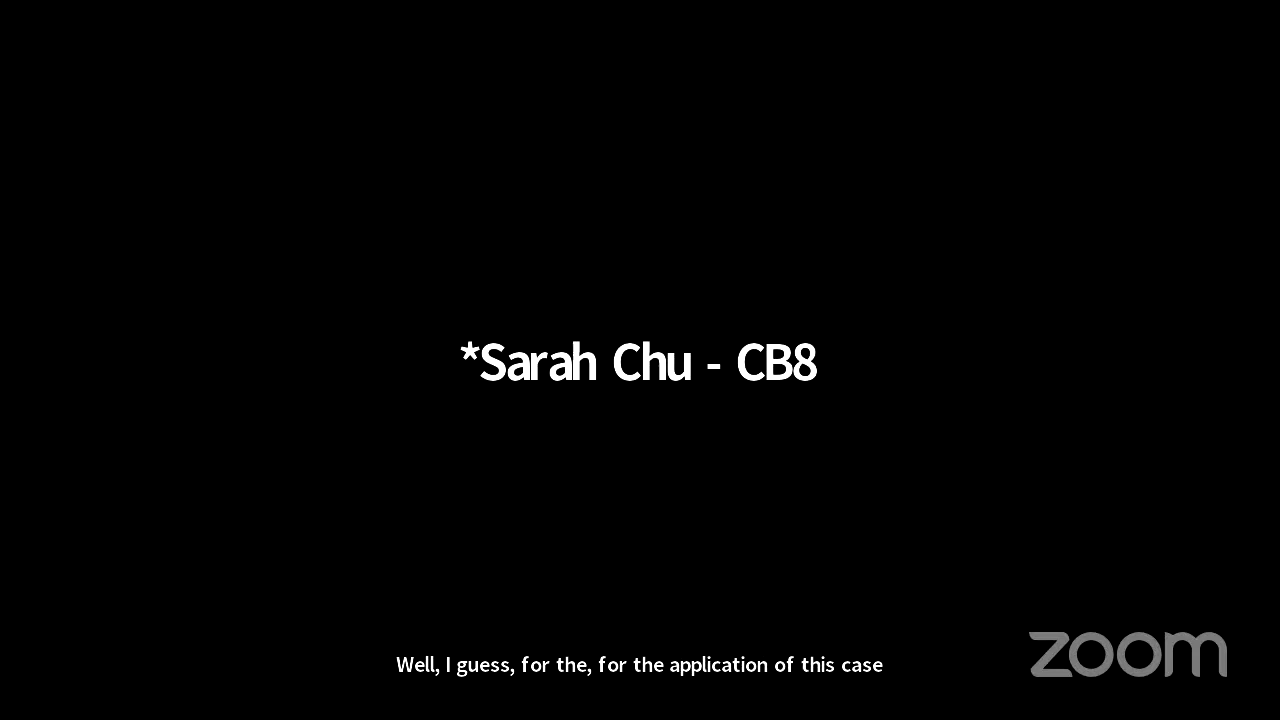 *Sarah Chu - CB8
Well, I guess, for the, for the application of this case
zoom